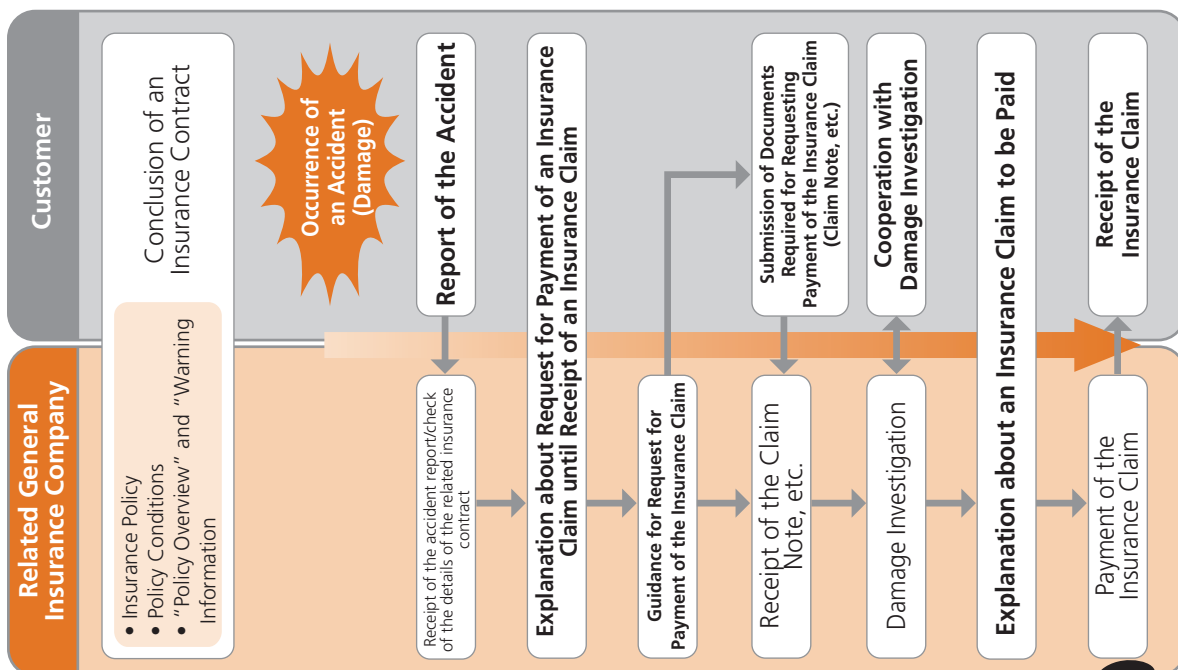 Customer
Related General
Insurance Company
Conclusion of an
Insurance Contract
• Insurance Policy
• Policy Conditions
• “Policy Overview” and “Warning
Information
Occurrence of
an Accident
(Damage)
Report of the Accident
Receipt of the accident report/check
of the details of the related insurance
contract
Explanation about Request for Payment of an Insurance
Claim until Receipt of an Insurance Claim
Guidance for Request for
Payment of the Insurance Claim
Submission of Documents
Required for Requesting
Payment of the Insurance Claim
(Claim Note, etc.)
Receipt of the Claim
Note, etc.
Cooperation with
Damage Investigation
Damage Investigation
Explanation about an Insurance Claim to be Paid
Receipt of the
Insurance Claim
Payment of the
Insurance Claim